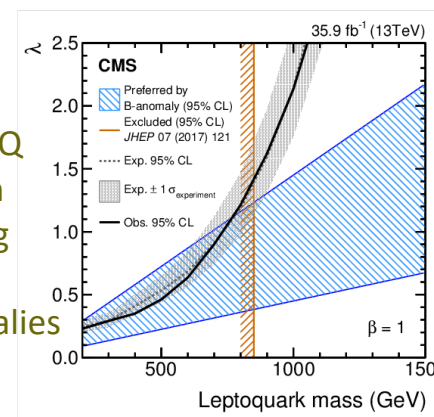 35.9 fb⁻¹ (13TeV)
λ
2.5
2.0
1.5
1.0
0.5
0.0
CMS
Preferred by
B-anomaly (95% CL)
Excluded (95% CL)
JHEP 07 (2017) 121
Exp. 95% CL
Exp. ± 1 σexperiment
Obs. 95% CL
β = 1
500 1000 150
Leptoquark mass (GeV)
Q
g
alies